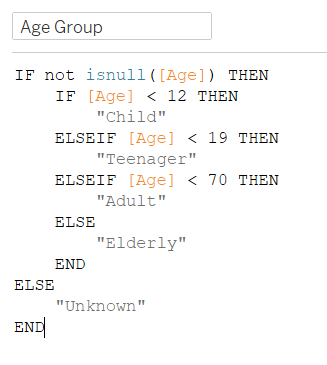 Age Group
IF not isnull([Age]) THEN
    IF [Age] < 12 THEN
        "Child"
    ELSEIF [Age] < 19 THEN
        "Teenager"
    ELSEIF [Age] < 70 THEN
        "Adult"
    ELSE
        "Elderly"
    END
ELSE
    "Unknown"
END